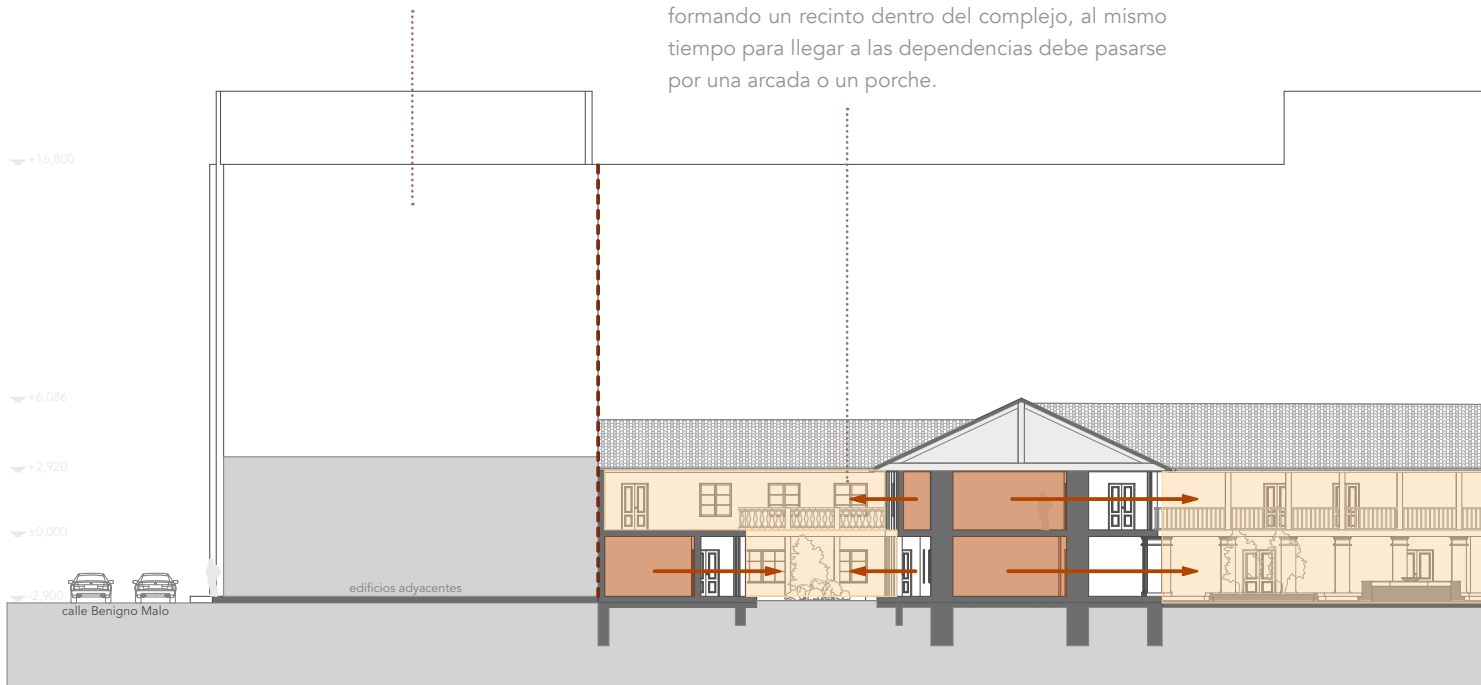 formando un recinto dentro del complejo, al mismo
tiempo para llegar a las dependencias debe pasarse
por una arcada o un porche.
+16,800
+6,086
+2,920
±0,000
-2,900
edificios adyacentes
calle Benigno Malo